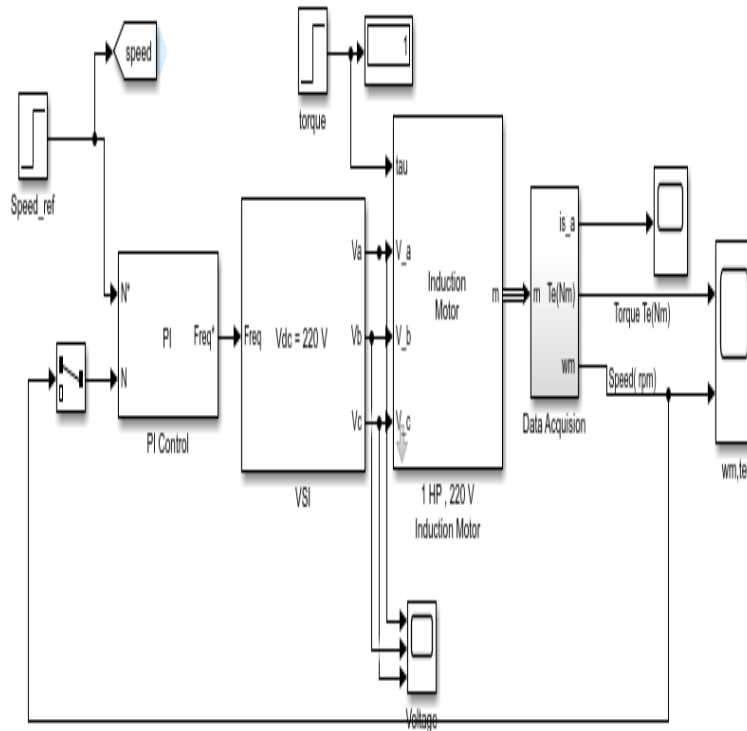 speed
1
torque
Speed_ref
tau
is_a
Va
V_a
N*
Induction
Motor
m
m
Te(Nm)
Torque Te(Nm)
PI
Freq*
Freq
Vdc = 220 V
Vb
V_b
wm
Speed( rpm)
N
Vc
V_c
Data Acquision
PI Control
wm,te
VSI
1 HP , 220 V
Induction Motor
Voltage